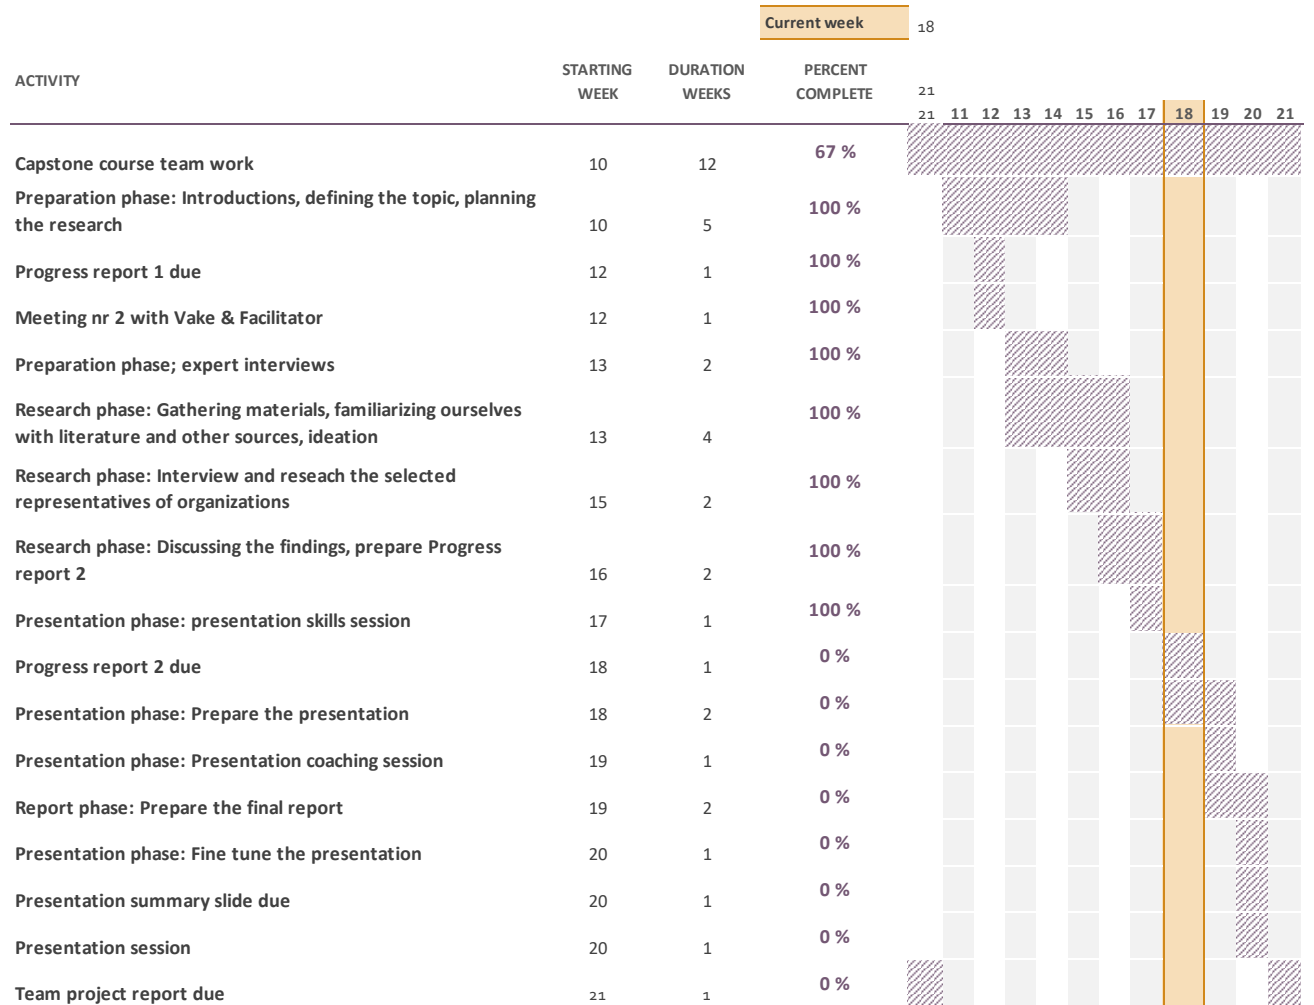 Current week 18
ACTIVITY STARTING WEEK DURATION WEEKS PERCENT COMPLETE 21
21 11 12 13 14 15 16 17 18 19 20 21
Capstone course team work 10 12 67 %
Preparation phase: Introductions, defining the topic, planning
the research 10 5 100 %
Progress report 1 due 12 1 100 %
Meeting nr 2 with Vake & Facilitator 12 1 100 %
Preparation phase; expert interviews 13 2 100 %
Research phase: Gathering materials, familiarizing ourselves
with literature and other sources, ideation 13 4 100 %
Research phase: Interview and reseach the selected
representatives of organizations 15 2 100 %
Research phase: Discussing the findings, prepare Progress
report 2 16 2 100 %
Presentation phase: presentation skills session 17 1 100 %
Progress report 2 due 18 1 0 %
Presentation phase: Prepare the presentation 18 2 0 %
Presentation phase: Presentation coaching session 19 1 0 %
Report phase: Prepare the final report 19 2 0 %
Presentation phase: Fine tune the presentation 20 1 0 %
Presentation summary slide due 20 1 0 %
Presentation session 20 1 0 %
Team project report due 21 1 0 %